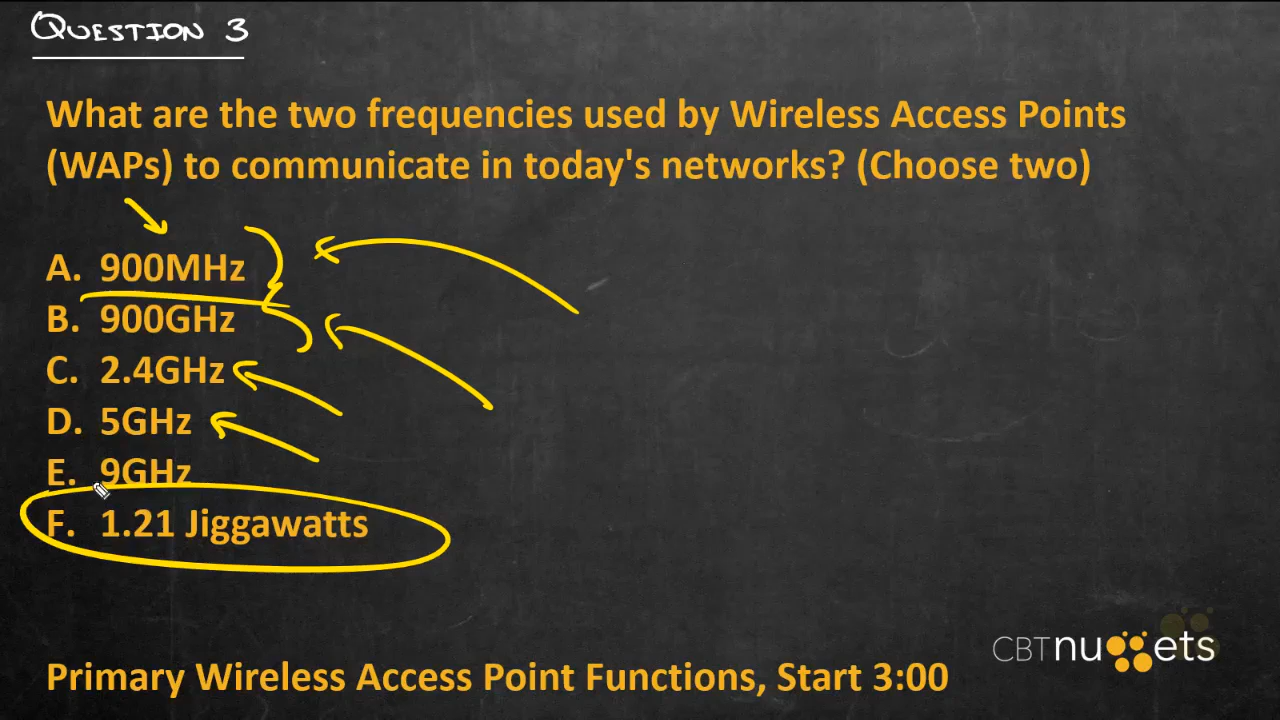 QUESTION 3
What are the two frequencies used by Wireless Access Points
(WAPs) to communicate in today's networks? (Choose two)
A. 900MHz
B. 900GHz
C. 2.4GHz
D. 5GHz
E. 9GHz
F. 1.21 Jiggawatts
CBTnuggets
Primary Wireless Access Point Functions, Start 3:00